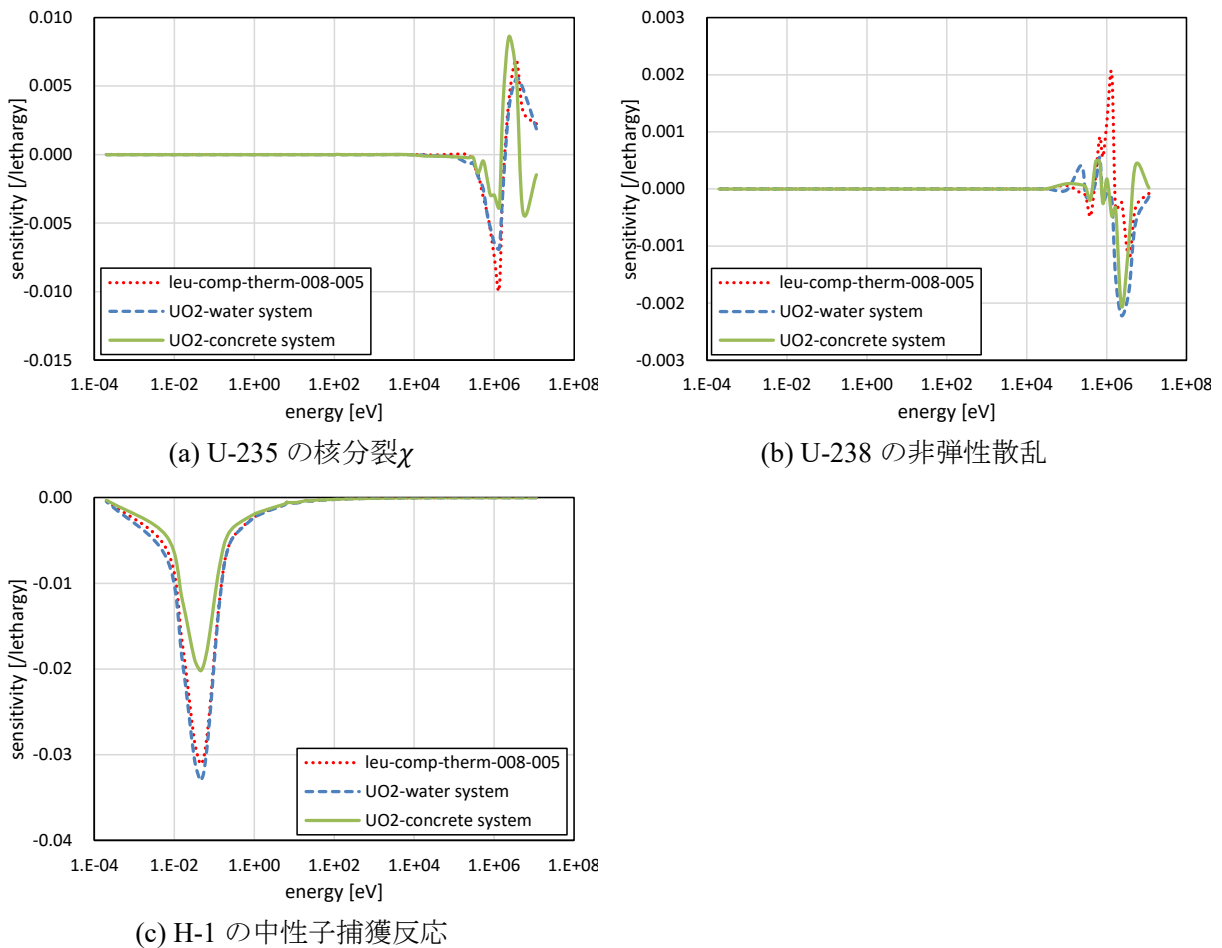 0.010
0.005
0.000
-0.005
-0.010
-0.015
sensitivity [/lethargy]
leu-comp-therm-008-005
UO2-water system
UO2-concrete system
1.E-04 1.E-02 1.E+00 1.E+02 1.E+04 1.E+06 1.E+08
energy [eV]
(a) U-235 の核分裂χ
0.003
0.002
0.001
0.000
-0.001
-0.002
-0.003
sensitivity [/lethargy]
leu-comp-therm-008-005
UO2-water system
UO2-concrete system
1.E-04 1.E-02 1.E+00 1.E+02 1.E+04 1.E+06 1.E+08
energy [eV]
(b) U-238 の非弾性散乱
0.00
-0.01
-0.02
-0.03
-0.04
sensitivity [/lethargy]
leu-comp-therm-008-005
UO2-water system
UO2-concrete system
1.E-04 1.E-02 1.E+00 1.E+02 1.E+04 1.E+06 1.E+08
energy [eV]
(c) H-1 の中性子捕獲反応